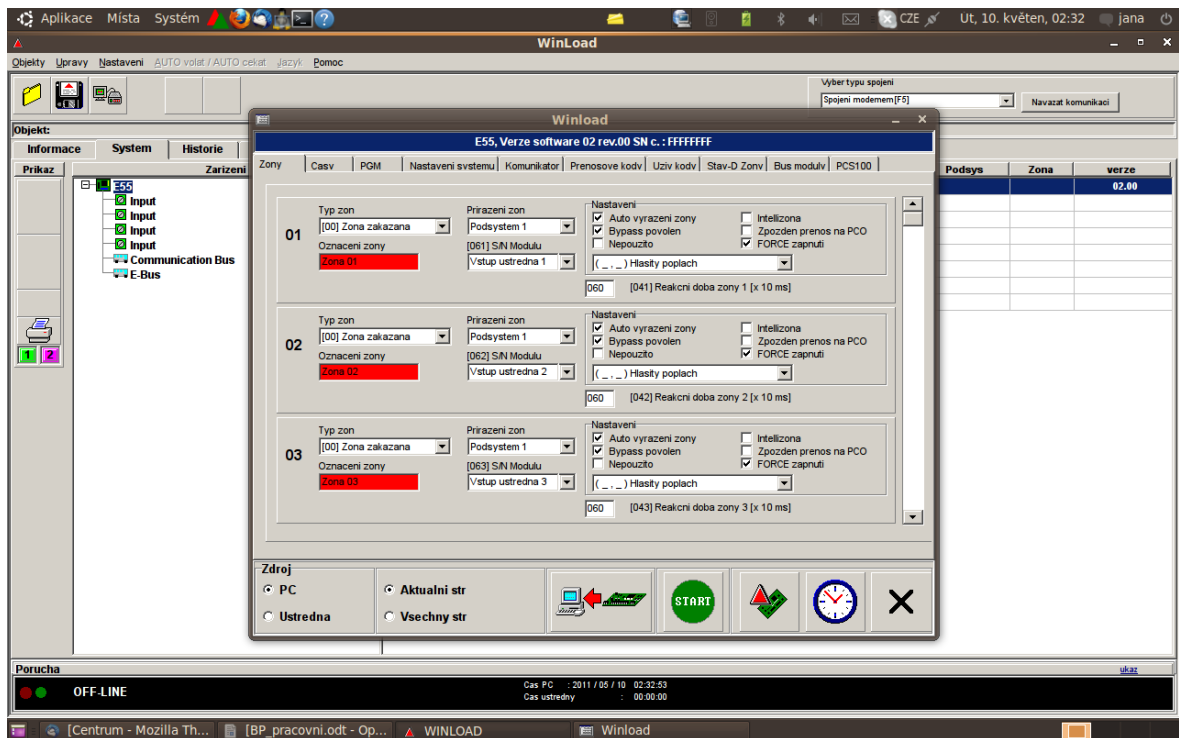 Aplikace Místa Systém
CZE Út, 10. květen, 02:32 jana
WinLoad
Objekty Upravy Nastaveni AUTO volat / AUTO cekat Jazyk Pomoc
Vyber typu spojeni
Spojeni modemem[F5]
Navazat komunikaci
Objekt:
Informace System Historie
Prikaz Zarizeni Podsys Zona verze
E55 02.00
Input
Input
Input
Input
Communication Bus
E-Bus
1 2
Winload
E55, Verze software 02 rev.00 SN c. : FFFFFFFF
Zony Casy PGM Nastaveni systemu Komunikator Prenosove kody Uziv kody Stav-D Zony Bus moduly PCS100
01
Typ zon
[00] Zona zakazana
Oznaceni zony
Zona 01
Prirazeni zon
Podsystem 1
[061] S/N Modulu
Vstup ustredna 1
Nastaveni
Auto vyrazeni zony
Bypass povolen
Nepouzito
Intellizona
Zpozden prenos na PCO
FORCE zapnuti
( _ , _ ) Hlasity poplach
060 [041] Reakcni doba zony 1 [x 10 ms]
02
Typ zon
[00] Zona zakazana
Oznaceni zony
Zona 02
Prirazeni zon
Podsystem 1
[062] S/N Modulu
Vstup ustredna 2
Nastaveni
Auto vyrazeni zony
Bypass povolen
Nepouzito
Intellizona
Zpozden prenos na PCO
FORCE zapnuti
( _ , _ ) Hlasity poplach
060 [042] Reakcni doba zony 2 [x 10 ms]
03
Typ zon
[00] Zona zakazana
Oznaceni zony
Zona 03
Prirazeni zon
Podsystem 1
[063] S/N Modulu
Vstup ustredna 3
Nastaveni
Auto vyrazeni zony
Bypass povolen
Nepouzito
Intellizona
Zpozden prenos na PCO
FORCE zapnuti
( _ , _ ) Hlasity poplach
060 [043] Reakcni doba zony 3 [x 10 ms]
Zdroj
PC
Ustredna
Aktualni str
Vsechny str
START
Porucha ukaz
OFF-LINE
Cas PC : 2011 / 05 / 10 02:32:53
Cas ustredny : 00:00:00
[Centrum - Mozilla Th... [BP_pracovni.odt - Op... WINLOAD Winload